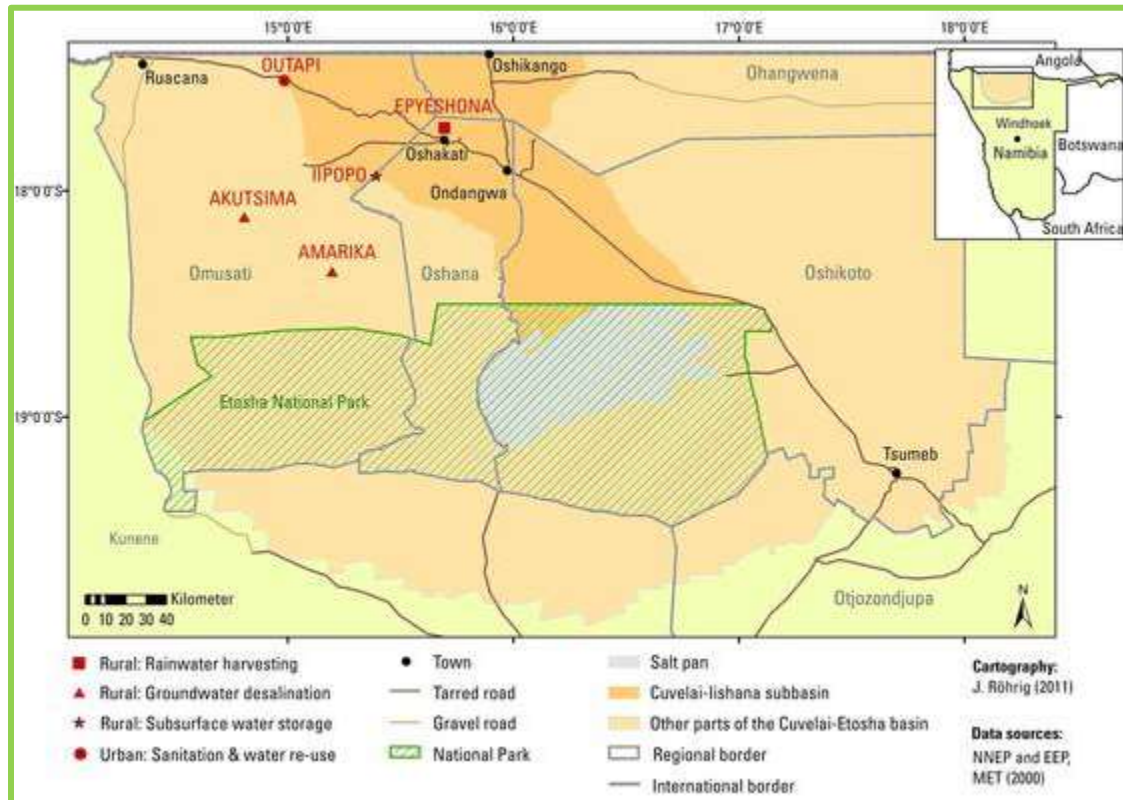 15°0'0"E 16°0'0"E 17°0'0"E 18°0'0"E
Ruacana
OUTAPI
Oshikango
Ohangwena
Angola
EPYESHONA
Oshakati
Windhoek
Namibia
Botswana
IIPOPO
Ondangwa
18°0'0"S
South Africa
AKUTSIMA
AMARIKA
Omusati
Oshana
Oshikoto
Etosha National Park
19°0'0"S
Tsumeb
Kunene
Otjozondjupa
Kilometer
0 10 20 30 40
N
Rural: Rainwater harvesting
Rural: Groundwater desalination
Rural: Subsurface water storage
Urban: Sanitation & water re-use
Town
Tarred road
Gravel road
National Park
Salt pan
Cuvelai-Iishana subbasin
Other parts of the Cuvelai-Etosha basin
Regional border
International border
Cartography:
J. Röhrig (2011)
Data sources:
NNEP and EEP,
MET (2000)